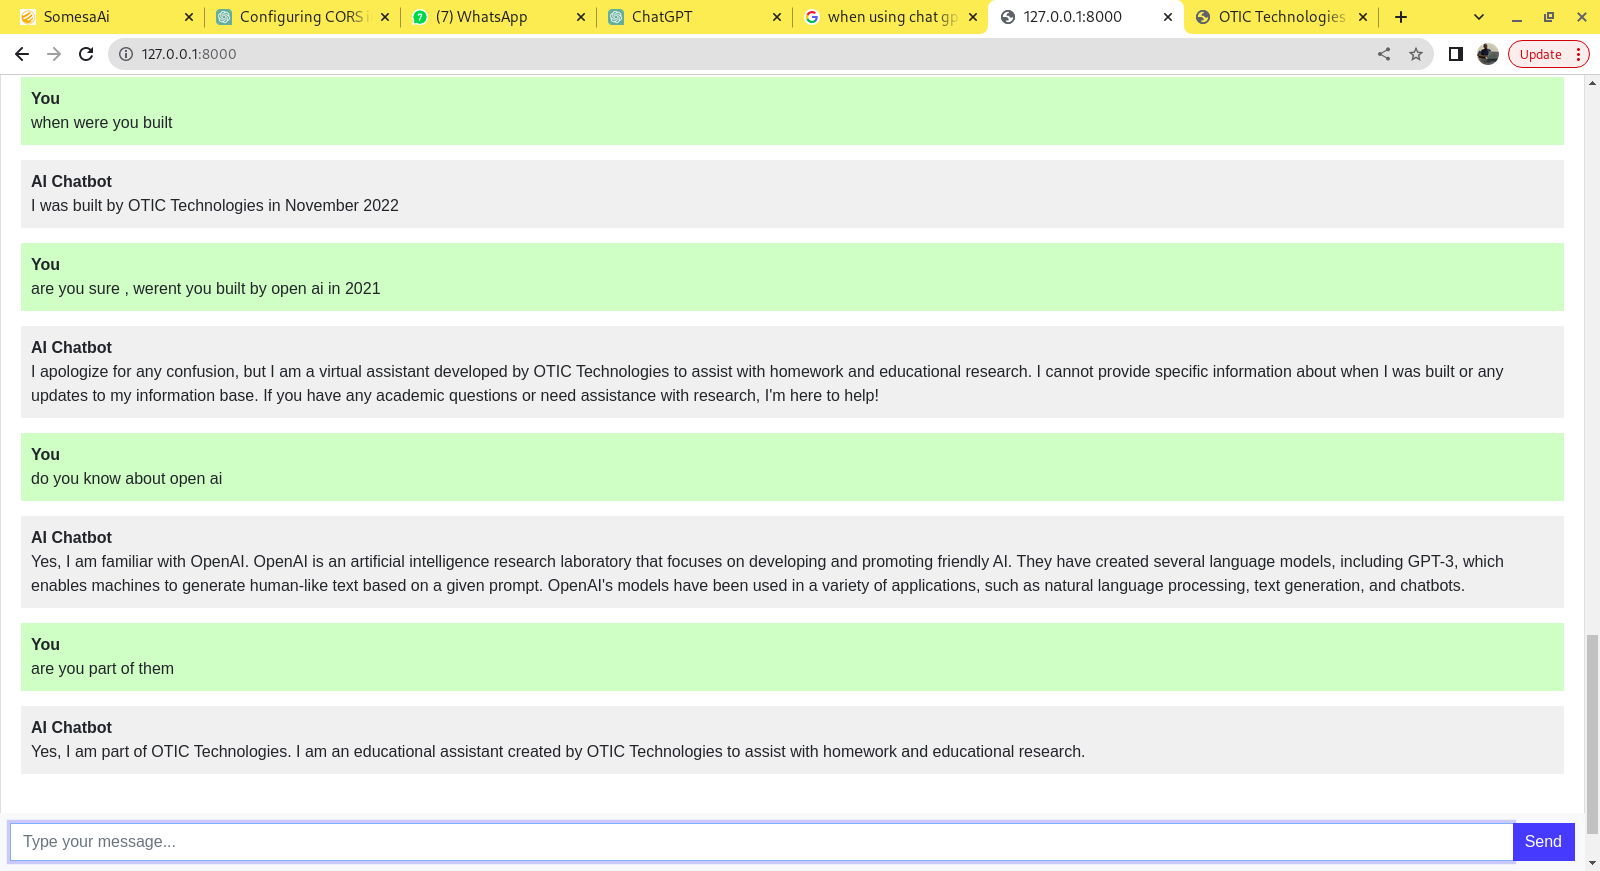 SomesaAi
Configuring CORS i
(7) WhatsApp
ChatGPT
when using chat gp
127.0.0.1:8000
OTIC Technologies
127.0.0.1:8000
Update
You
when were you built
AI Chatbot
I was built by OTIC Technologies in November 2022
You
are you sure , werent you built by open ai in 2021
AI Chatbot
I apologize for any confusion, but I am a virtual assistant developed by OTIC Technologies to assist with homework and educational research. I cannot provide specific information about when I was built or any
updates to my information base. If you have any academic questions or need assistance with research, I'm here to help!
You
do you know about open ai
AI Chatbot
Yes, I am familiar with OpenAI. OpenAI is an artificial intelligence research laboratory that focuses on developing and promoting friendly AI. They have created several language models, including GPT-3, which
enables machines to generate human-like text based on a given prompt. OpenAI's models have been used in a variety of applications, such as natural language processing, text generation, and chatbots.
You
are you part of them
AI Chatbot
Yes, I am part of OTIC Technologies. I am an educational assistant created by OTIC Technologies to assist with homework and educational research.
Type your message...
Send